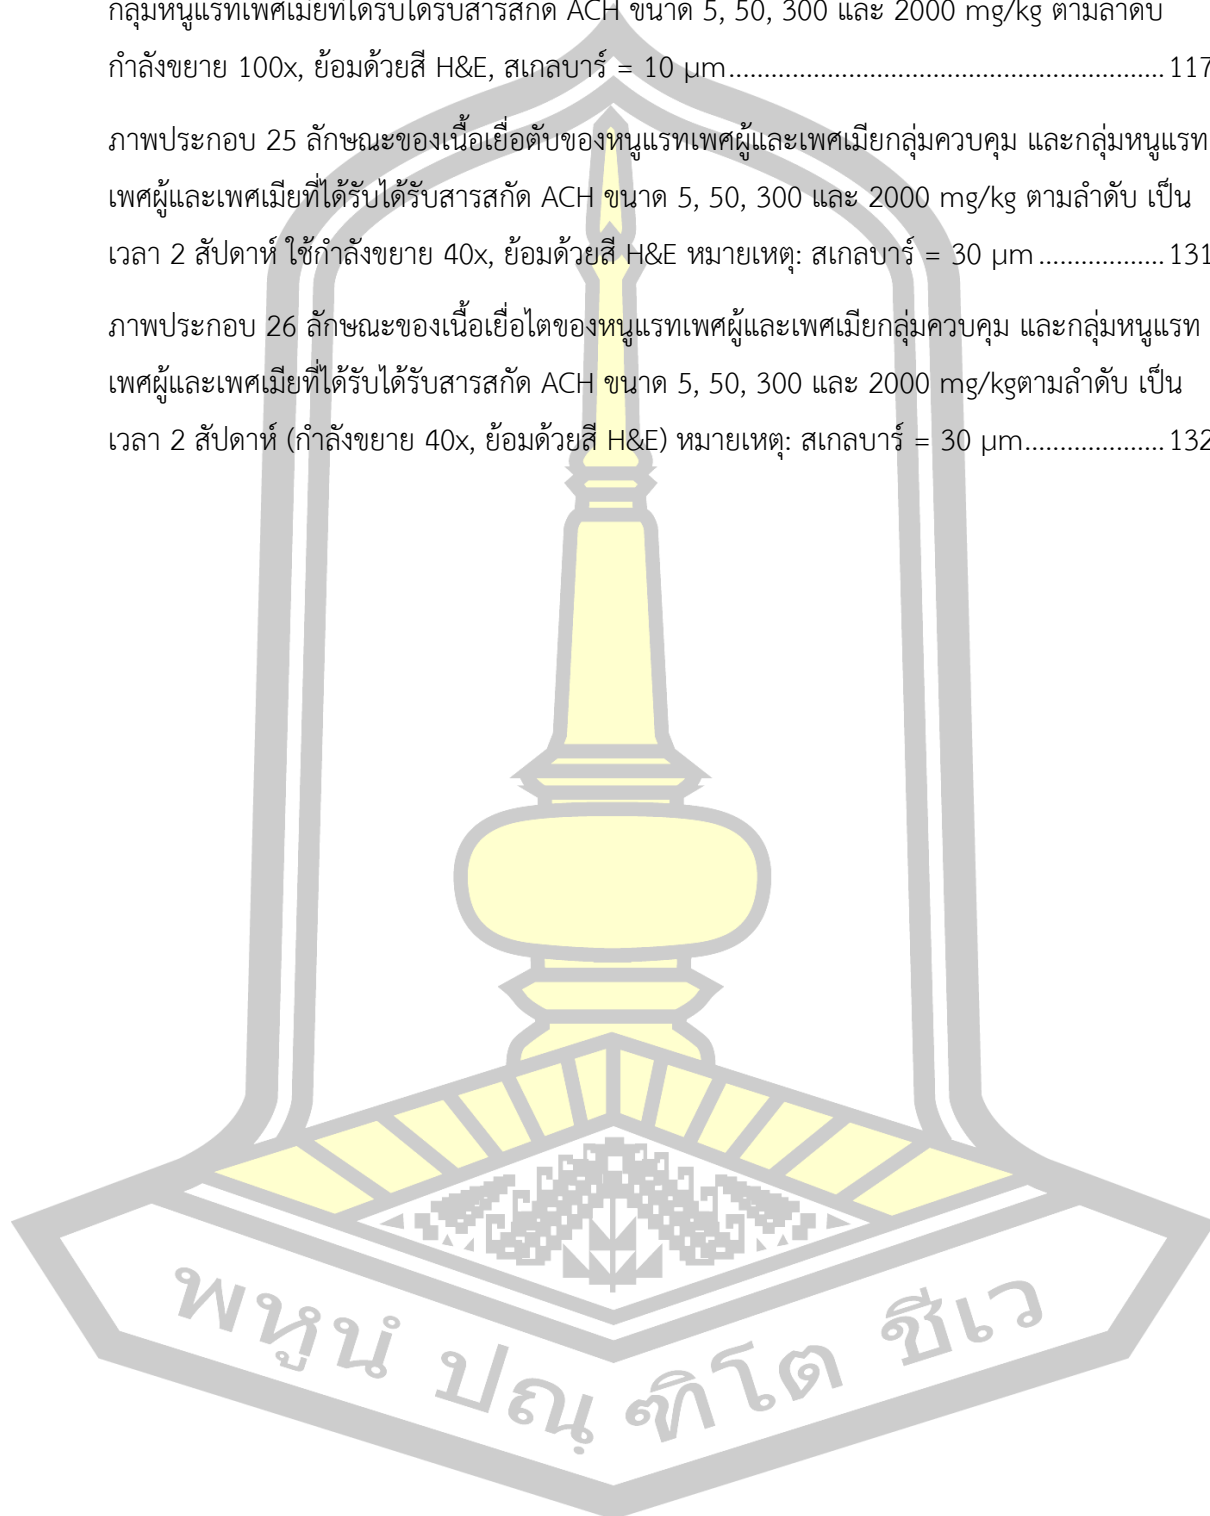 กลุ่มหนูแรทเพศเมียที่ได้รับได้รับสารสกัด ACH ขนาด 5, 50, 300 และ 2000 mg/kg ตามลำดับ
กำลังขยาย 100x, ย้อมด้วยสี H&E, สเกลบาร์ = 10 µm............................................................. 117
ภาพประกอบ 25 ลักษณะของเนื้อเยื่อตับของหนูแรทเพศผู้และเพศเมียกลุ่มควบคุม และกลุ่มหนูแรท
เพศผู้และเพศเมียที่ได้รับได้รับสารสกัด ACH ขนาด 5, 50, 300 และ 2000 mg/kg ตามลำดับ เป็น
เวลา 2 สัปดาห์ ใช้กำลังขยาย 40x, ย้อมด้วยสี H&E หมายเหตุ: สเกลบาร์ = 30 µm.................. 131
ภาพประกอบ 26 ลักษณะของเนื้อเยื่อไตของหนูแรทเพศผู้และเพศเมียกลุ่มควบคุม และกลุ่มหนูแรท
เพศผู้และเพศเมียที่ได้รับได้รับสารสกัด ACH ขนาด 5, 50, 300 และ 2000 mg/kgตามลำดับ เป็น
เวลา 2 สัปดาห์ (กำลังขยาย 40x, ย้อมด้วยสี H&E) หมายเหตุ: สเกลบาร์ = 30 µm.................... 132
พหูนํ ปณฺ ฑิโต ชีเว